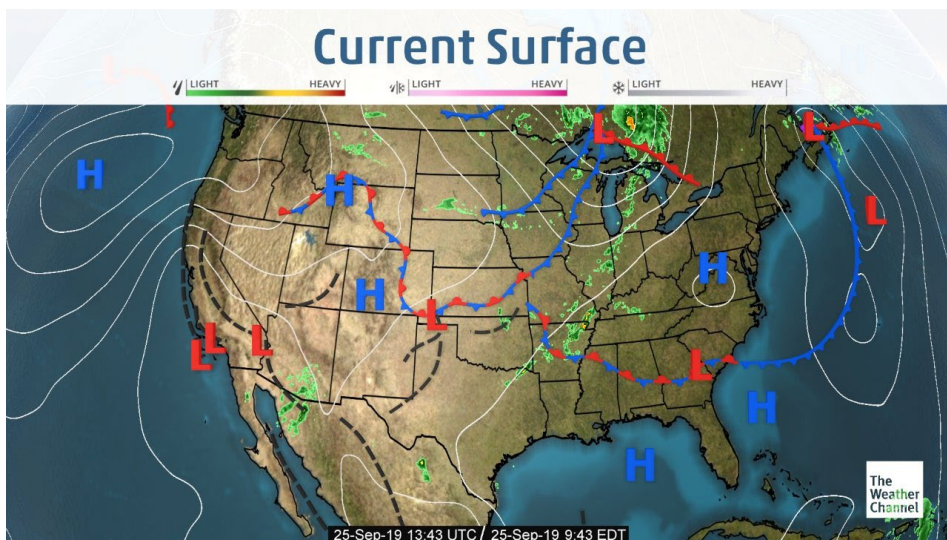 Current Surface
LIGHT HEAVY LIGHT HEAVY LIGHT HEAVY
L
L L
H L
H
H
H
L
L
L L
L
H
H
The
Weather
Channel
25-Sep-19 13:43 UTC / 25-Sep-19 9:43 EDT